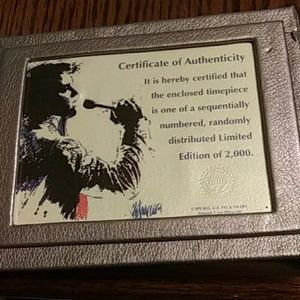 Certificate of Authenticity
It is hereby certified that
the enclosed timepiece
is one of a sequentially
numbered, randomly
distributed Limited
Edition of 2,000.